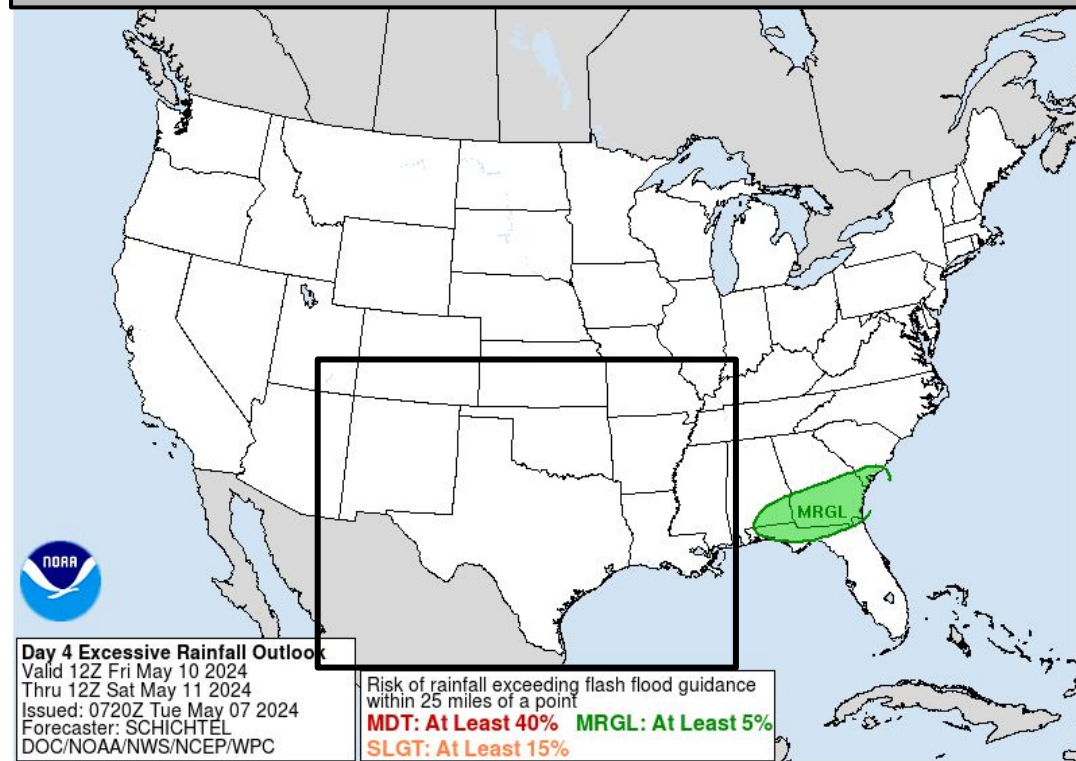 MRGL
NOAA
Day 4 Excessive Rainfall Outlook
Valid 12Z Fri May 10 2024
Thru 12Z Sat May 11 2024
Issued: 0720Z Tue May 07 2024
Forecaster: SCHICHTEL
DOC/NOAA/NWS/NCEP/WPC
Risk of rainfall exceeding flash flood guidance
within 25 miles of a point
MDT: At Least 40% MRGL: At Least 5%
SLGT: At Least 15%